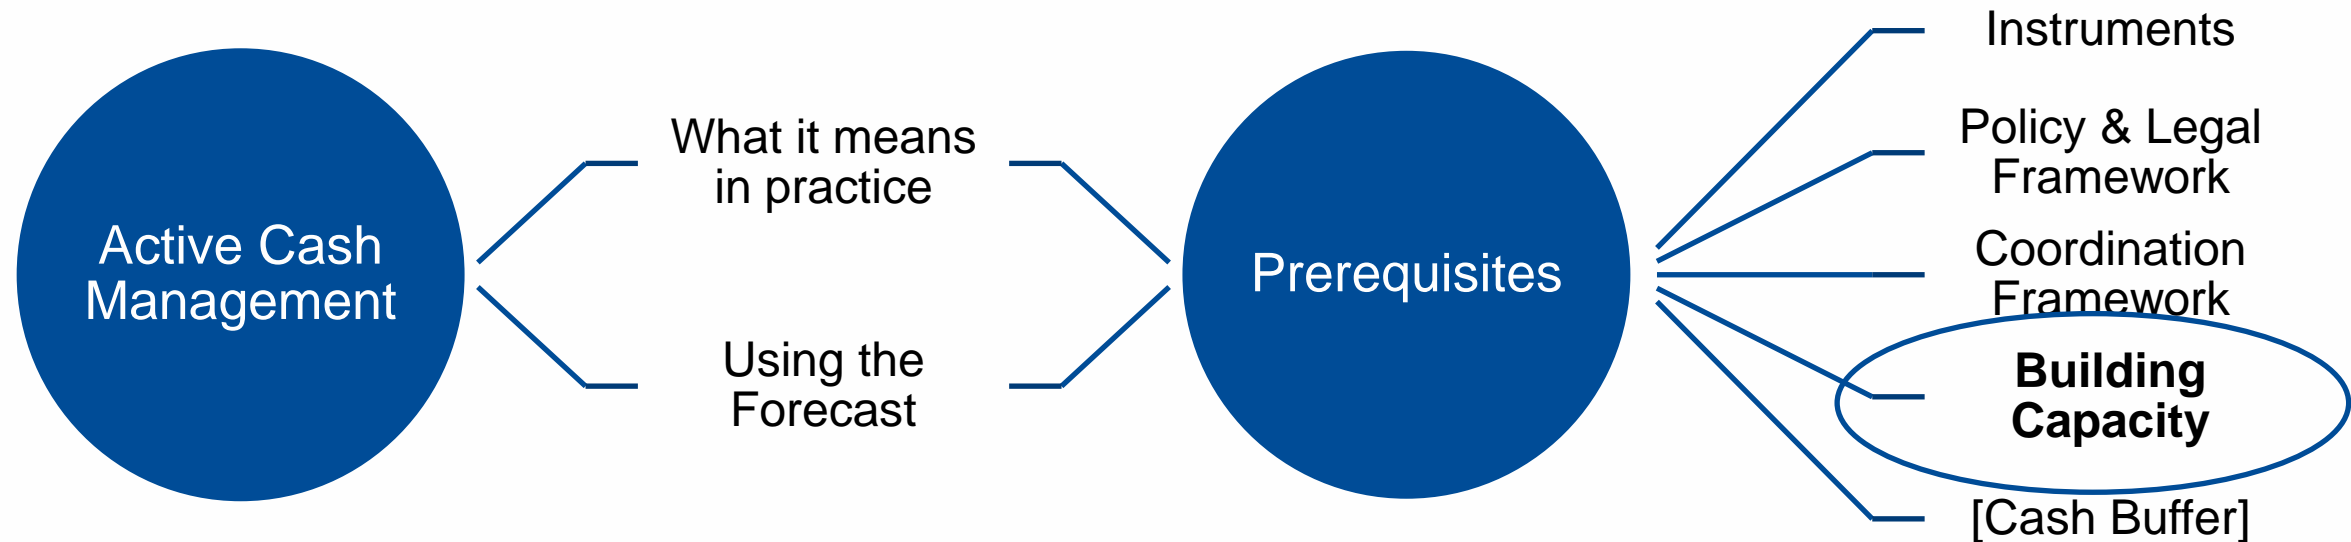 Active Cash
Management
What it means
in practice
Using the
Forecast
Prerequisites
Instruments
Policy & Legal
Framework
Coordination
Framework
Building
Capacity
[Cash Buffer]